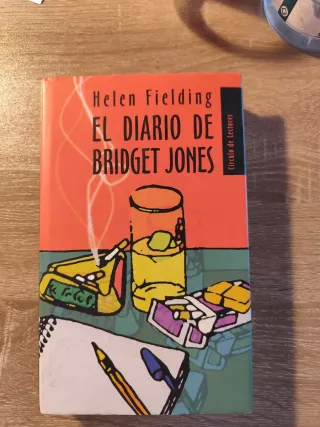 Helen Fielding
EL DIARIO DE
BRIDGET JONES
Círculo de Lectores